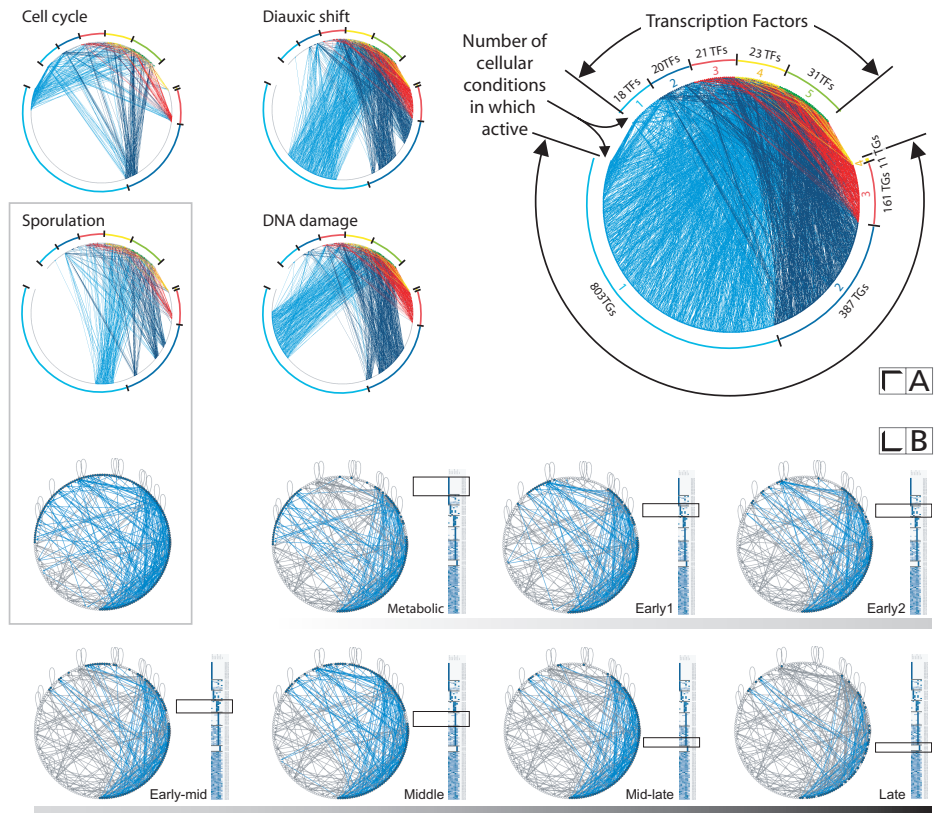 Cell cycle
Diauxic shift
Transcription Factors
Number of
cellular
conditions
in which
active
18 TFs
20TFs
21 TFs
23 TFs
31TFs
1
2
3
4
5
11 TGs
4
161 TGs
3
387 TGs
2
803TGs
1
Sporulation
DNA damage
A
B
Metabolic
Early1
Early2
Early-mid
Middle
Mid-late
Late